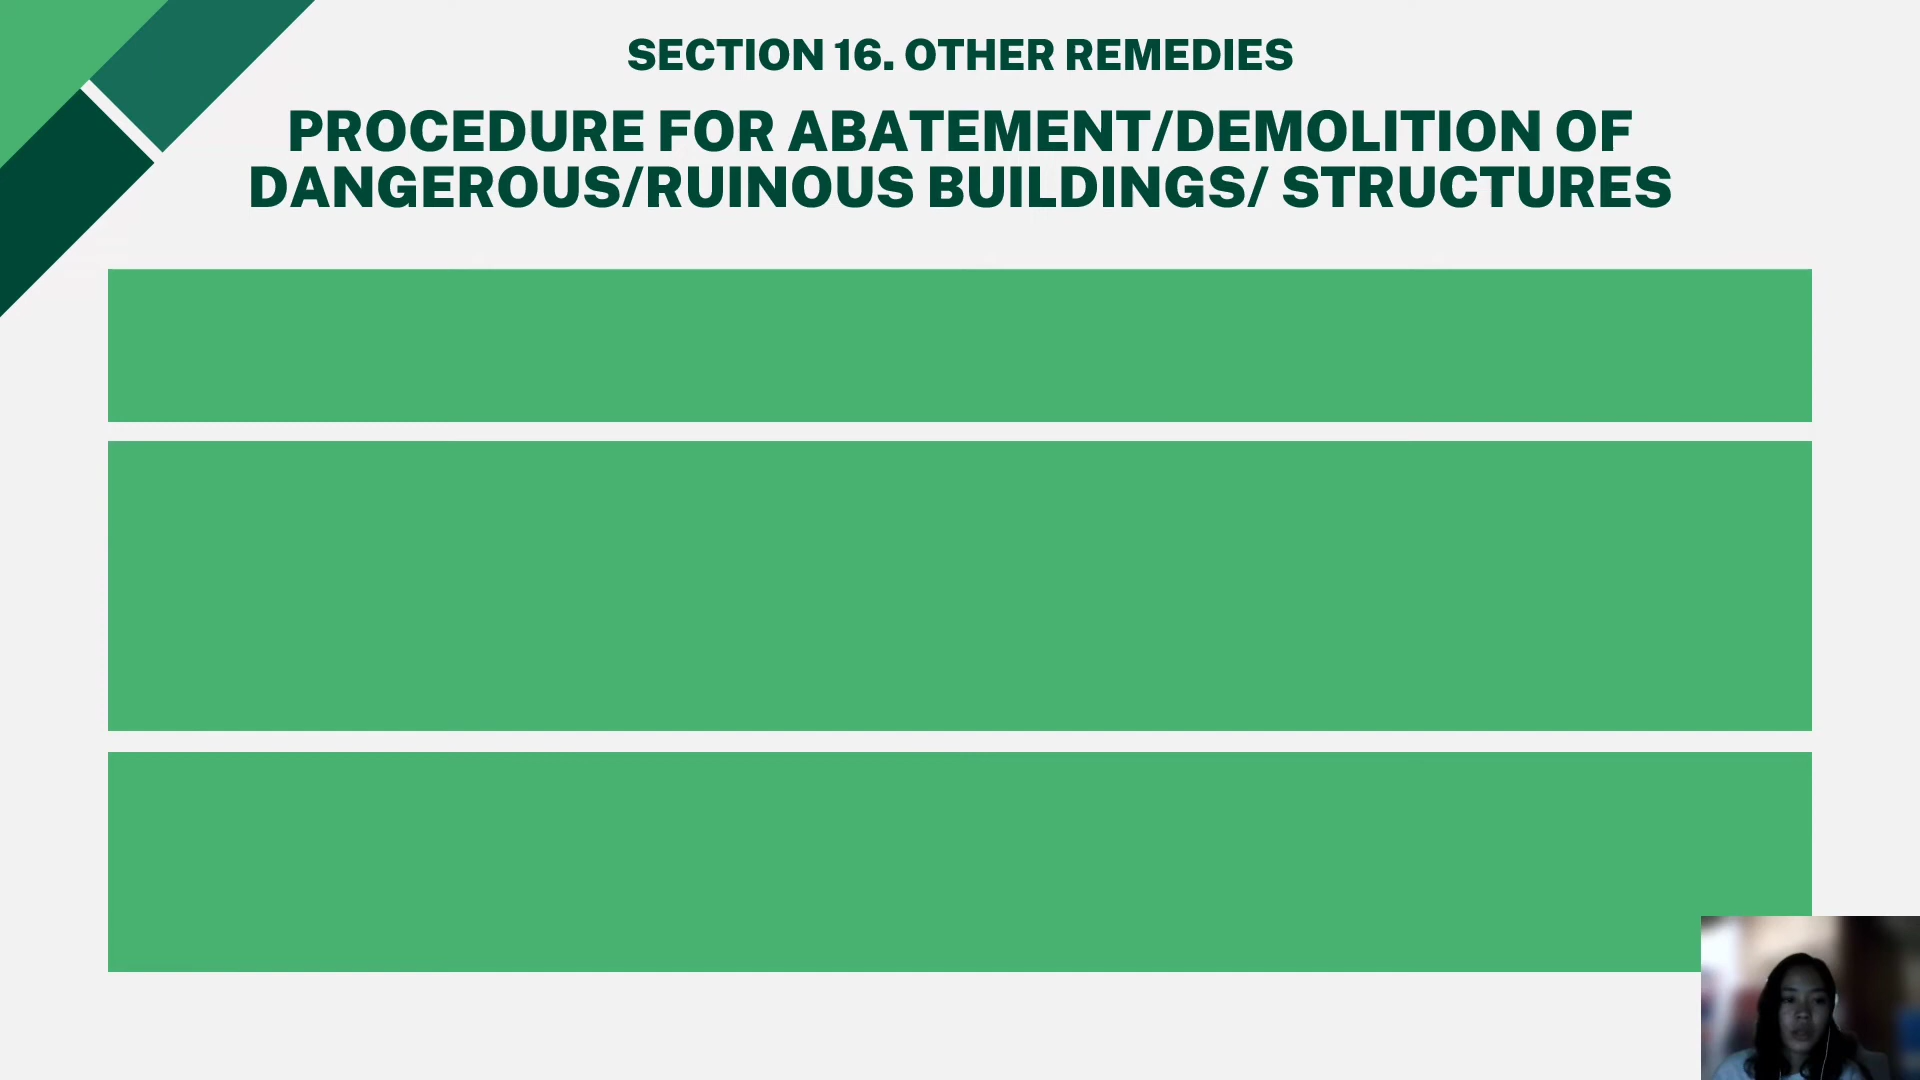 SECTION 16. OTHER REMEDIES
PROCEDURE FOR ABATEMENT/DEMOLITION OF
DANGEROUS/RUINOUS BUILDINGS/ STRUCTURES